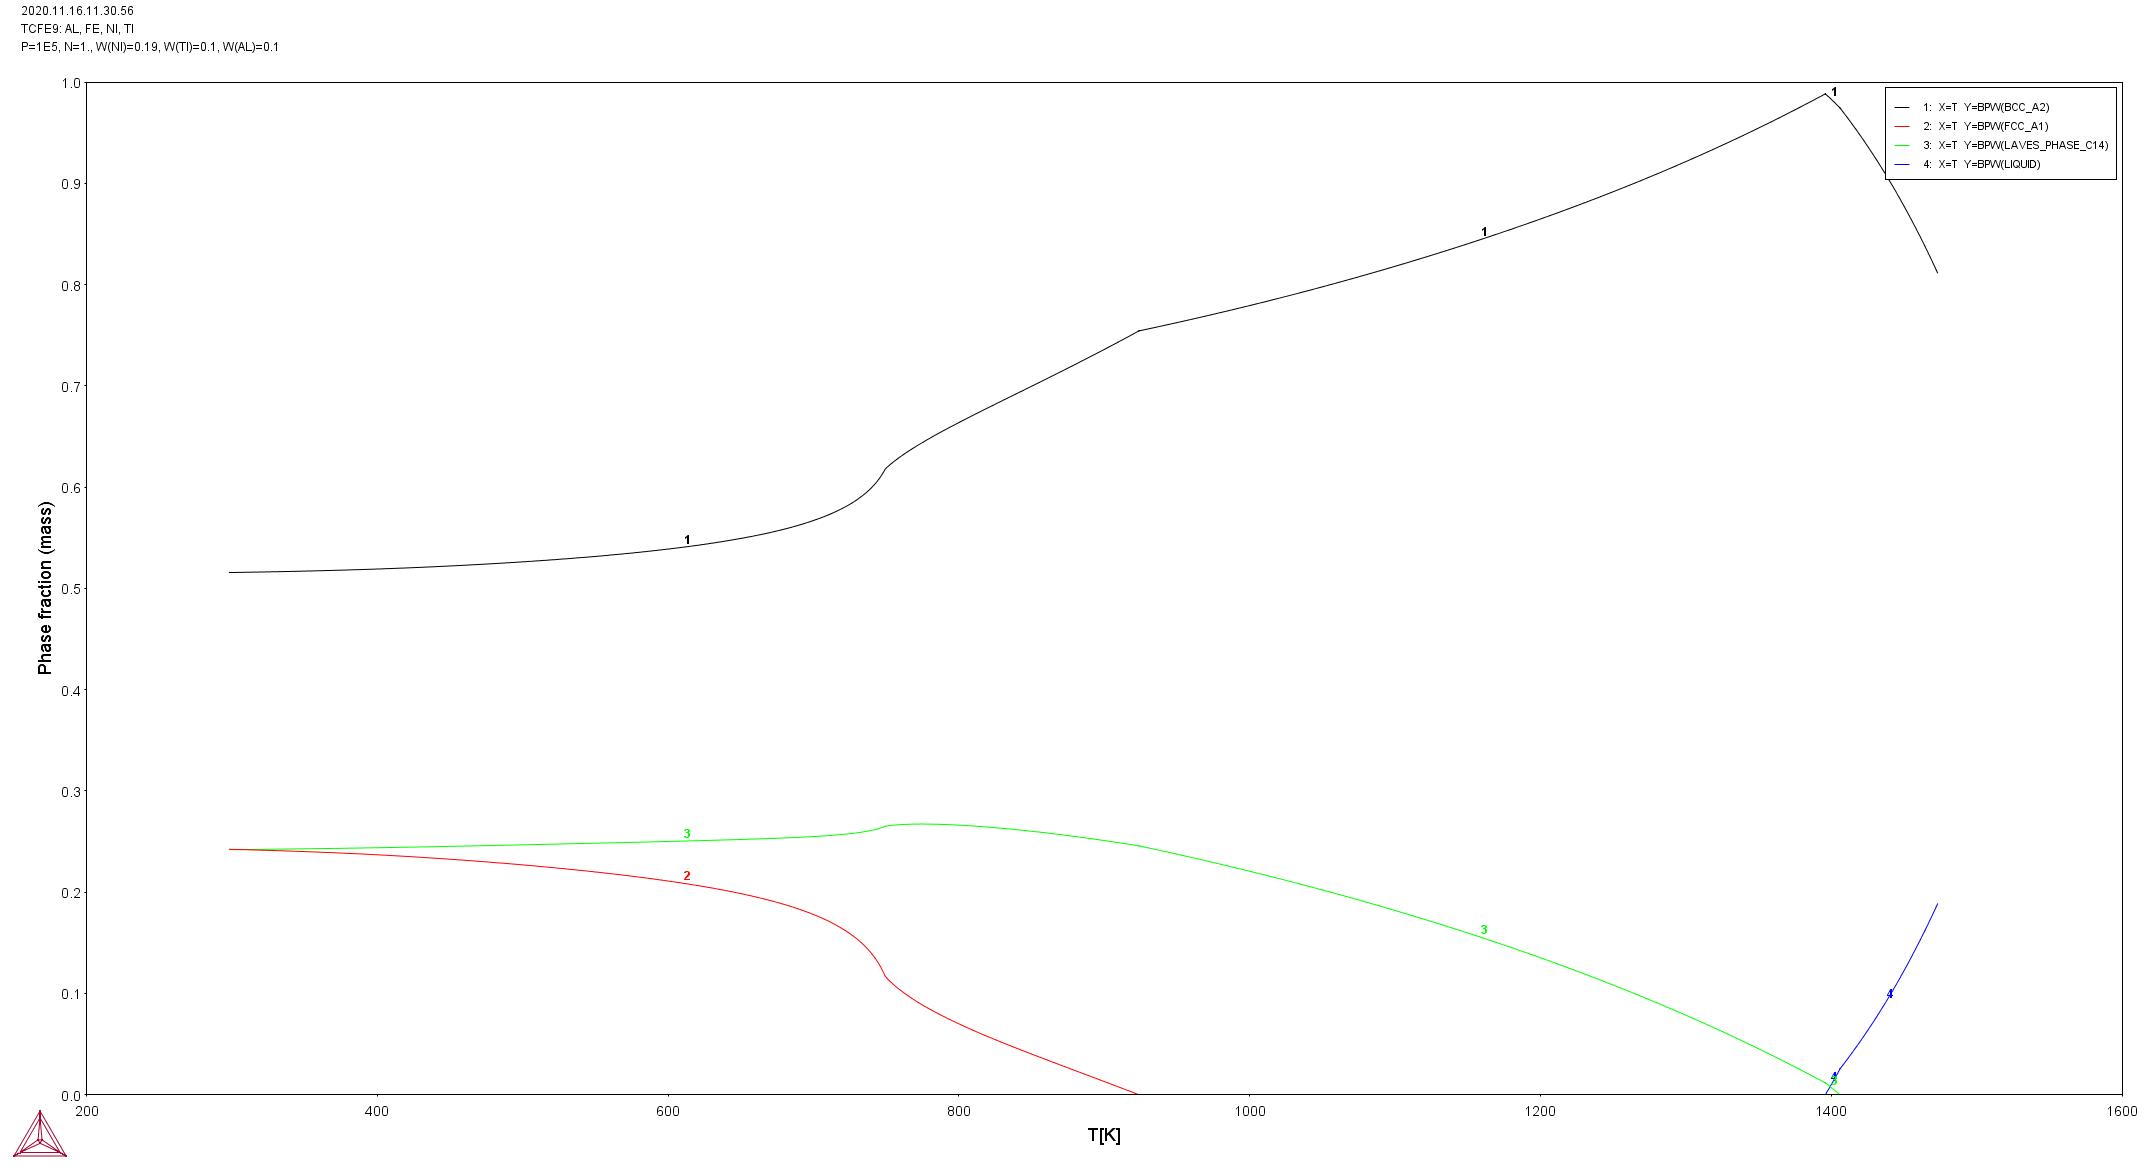 2020.11.16.11.30.56
TCFE9: AL, FE, NI, TI
P=1E5, N=1., W(NI)=0.19, W(TI)=0.1, W(AL)=0.1
1.0
0.9
0.8
0.7
0.6
0.5
0.4
0.3
0.2
0.1
0.0
Phase fraction (mass)
1
1
1
3
2
3
4
4
3
1: X=T Y=BPW(BCC_A2)
2: X=T Y=BPW(FCC_A1)
3: X=T Y=BPW(LAVES_PHASE_C14)
4: X=T Y=BPW(LIQUID)
200 400 600 800 1000 1200 1400 1600
T[K]